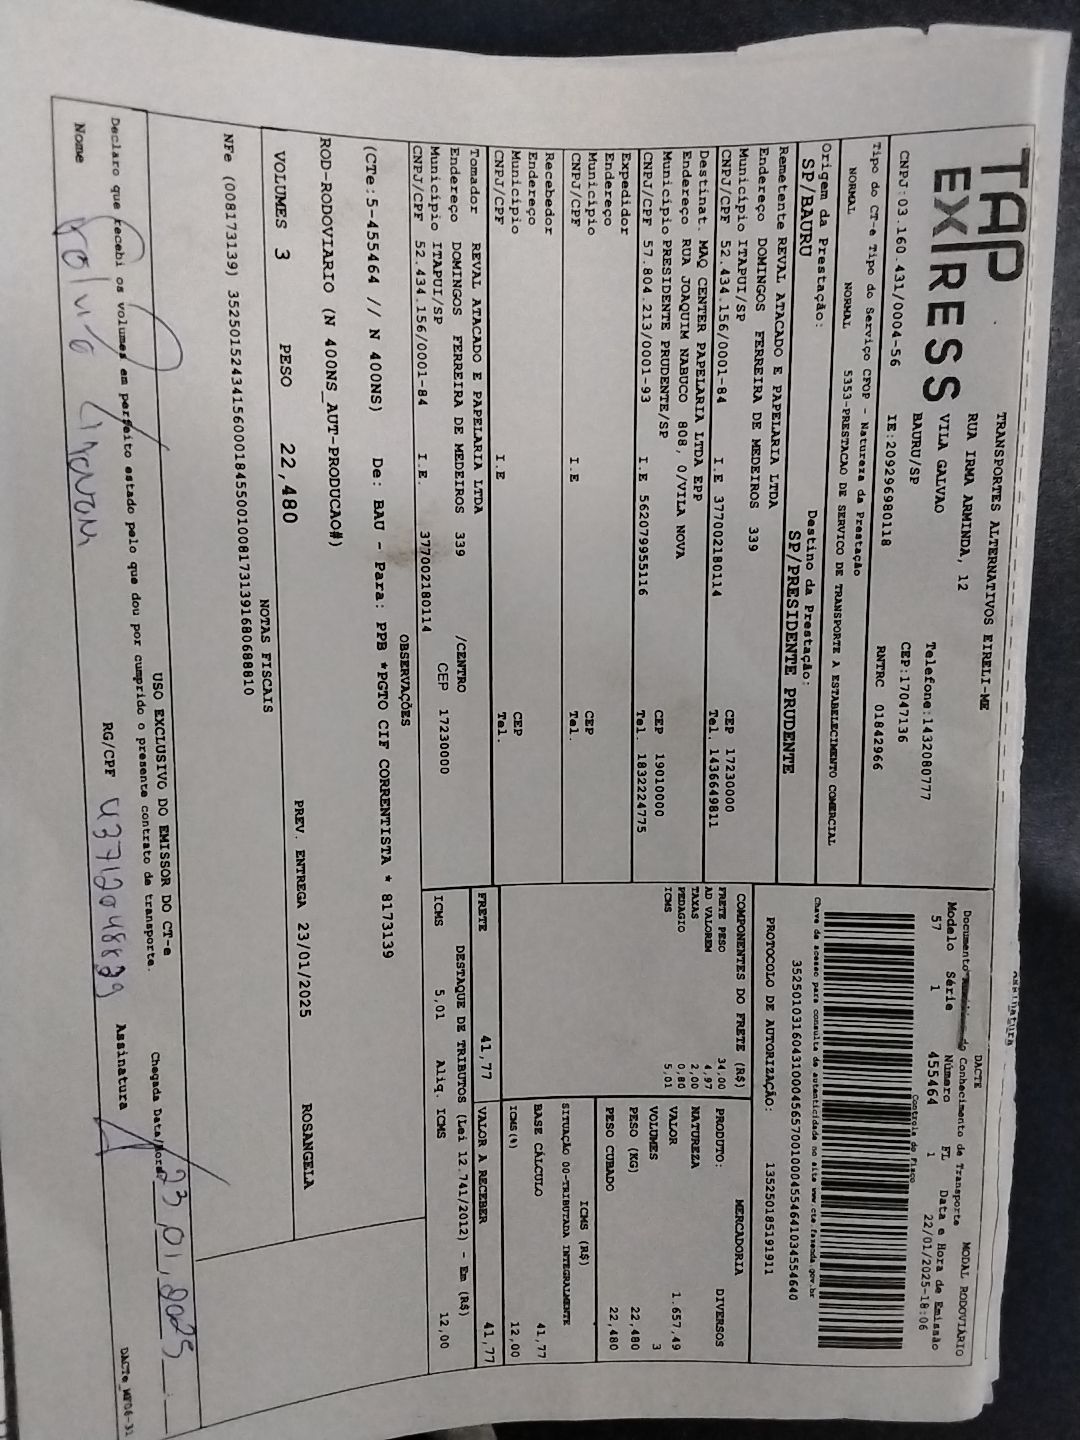 TAP
EXPRESS
TRANSPORTES ALTERNATIVOS EIRELI-ME
RUA IRMA ARMINDA, 12
VILA GALVAO Telefone:1432080777
BAURU/SP CEP:17047136
CNPJ:03.160.431/0004-56 IE:209296980118 RNTRC 01842966
Tipo do CT-e Tipo do Serviço CFOP - Natureza da Prestação
NORMAL NORMAL 5353-PRESTACAO DE SERVICO DE TRANSPORTE A ESTABELECIMENTO COMERCIAL
Origem da Prestação: Destino da Prestação:
SP/BAURU SP/PRESIDENTE PRUDENTE
Assinatura
DACTE MODAL RODOVIÁRIO
Documento do Conhecimento de Transporte
Modelo Série Número FL Data e Hora de Emissão
57 1 455464 1 22/01/2025-18:06
Controle do Fisco
Chave de acesso para consulta de autenticidade no site www.cte.fazenda.gov.br
35250103160431000456570010004554641034554640
PROTOCOLO DE AUTORIZAÇÃO: 135250185191911
Remetente REVAL ATACADO E PAPELARIA LTDA
Endereço DOMINGOS FERREIRA DE MEDEIROS 339
Município ITAPUI/SP CEP 17230000
CNPJ/CPF 52.434.156/0001-84 I.E 377002180114 Tel. 1436649811
Destinat. MAQ CENTER PAPELARIA LTDA EPP
Endereço RUA JOAQUIM NABUCO 808, 0/VILA NOVA
Município PRESIDENTE PRUDENTE/SP CEP 19010000
CNPJ/CPF 57.804.213/0001-93 I.E 562079955116 Tel. 1832224775
Expedidor
Endereço
Município CEP
CNPJ/CPF I.E Tel.
Recebedor
Endereço
Município CEP
CNPJ/CPF I.E Tel.
Tomador REVAL ATACADO E PAPELARIA LTDA
Endereço DOMINGOS FERREIRA DE MEDEIROS 339 /CENTRO
Município ITAPUI/SP CEP 17230000
CNPJ/CPF 52.434.156/0001-84 I.E. 377002180114
COMPONENTES DO FRETE (R$)
FRETE PESO 34,00
AD VALOREM 4,97
TAXAS 2,00
PEDAGIO 0,80
ICMS 5,01
MERCADORIA
PRODUTO: DIVERSOS
NATUREZA
VALOR 1.657,49
VOLUMES 3
PESO (KG) 22,480
PESO CUBADO 22,480
ICMS (R$)
SITUAÇÃO 00-TRIBUTADA INTEGRALMENTE
BASE CÁLCULO 41,77
ICMS (%) 12,00
FRETE 41,77 VALOR A RECEBER 41,77
DESTAQUE DE TRIBUTOS (Lei 12.741/2012) - Em (R$)
ICMS 5,01 Aliq. ICMS 12,00
OBSERVAÇÕES
(CTe:5-455464 // N 400NS) De: BAU - Para: PPB *PGTO CIF CORRENTISTA * 8173139
ROD-RODOVIARIO (N 400NS_AUT-PRODUCAO#)
VOLUMES 3 PESO 22,480 PREV. ENTREGA 23/01/2025 ROSANGELA
NOTAS FISCAIS
NFe (008173139) 35250152434156000184550010081731391680688810
USO EXCLUSIVO DO EMISSOR DO CT-e
Declaro que recebi os volumes em perfeito estado pelo que dou por cumprido o presente contrato de transporte.
Chegada Data/Hora 23, 01, 2025
Nome RG/CPF 43712048829 Assinatura